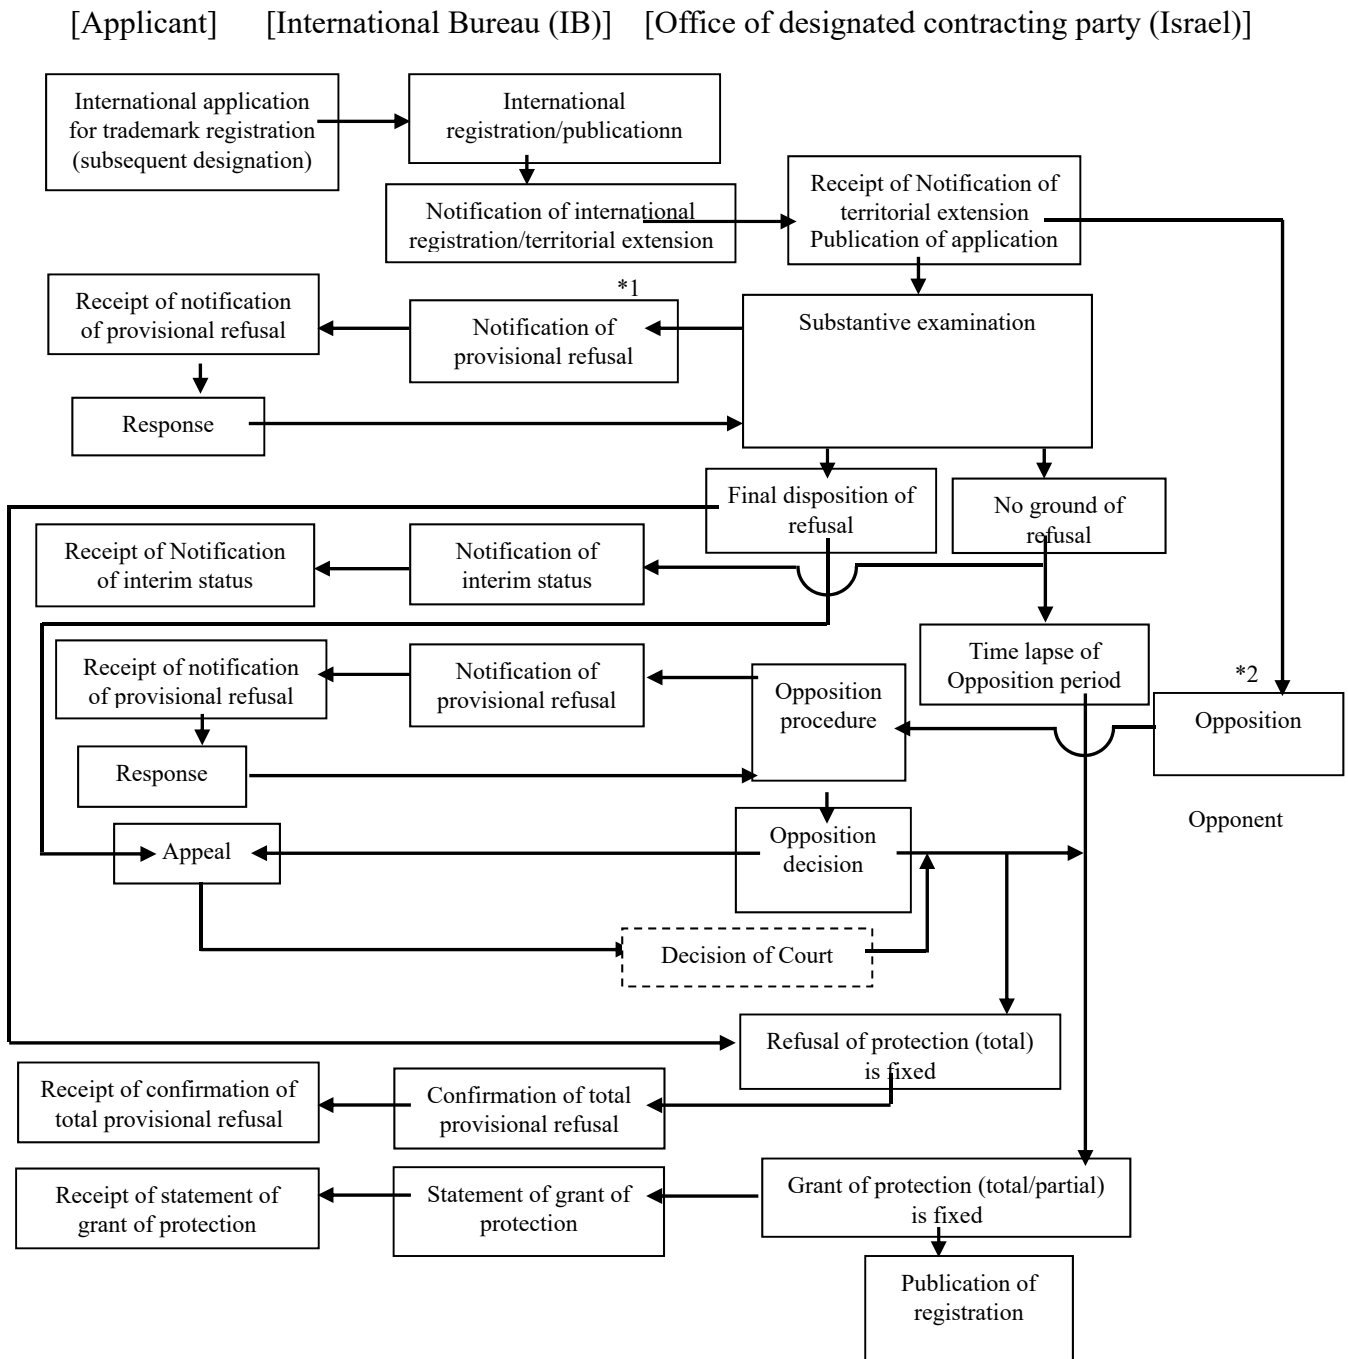 [Applicant] [International Bureau (IB)] [Office of designated contracting party (Israel)]
International application
for trademark registration
(subsequent designation)
International
registration/publicationn
Notification of international
registration/territorial extension
Receipt of Notification of
territorial extension
Publication of application
*1
Receipt of notification
of provisional refusal
Notification of
provisional refusal
Substantive examination
Response
Final disposition of
refusal
No ground of
refusal
Receipt of Notification
of interim status
Notification of
interim status
Receipt of notification
of provisional refusal
Notification of
provisional refusal
Opposition
procedure
Time lapse of
Opposition period
*2
Opposition
Response
Opponent
Appeal
Opposition
decision
Decision of Court
Refusal of protection (total)
is fixed
Receipt of confirmation of
total provisional refusal
Confirmation of total
provisional refusal
Receipt of statement of
grant of protection
Statement of grant of
protection
Grant of protection (total/partial)
is fixed
Publication of
registration